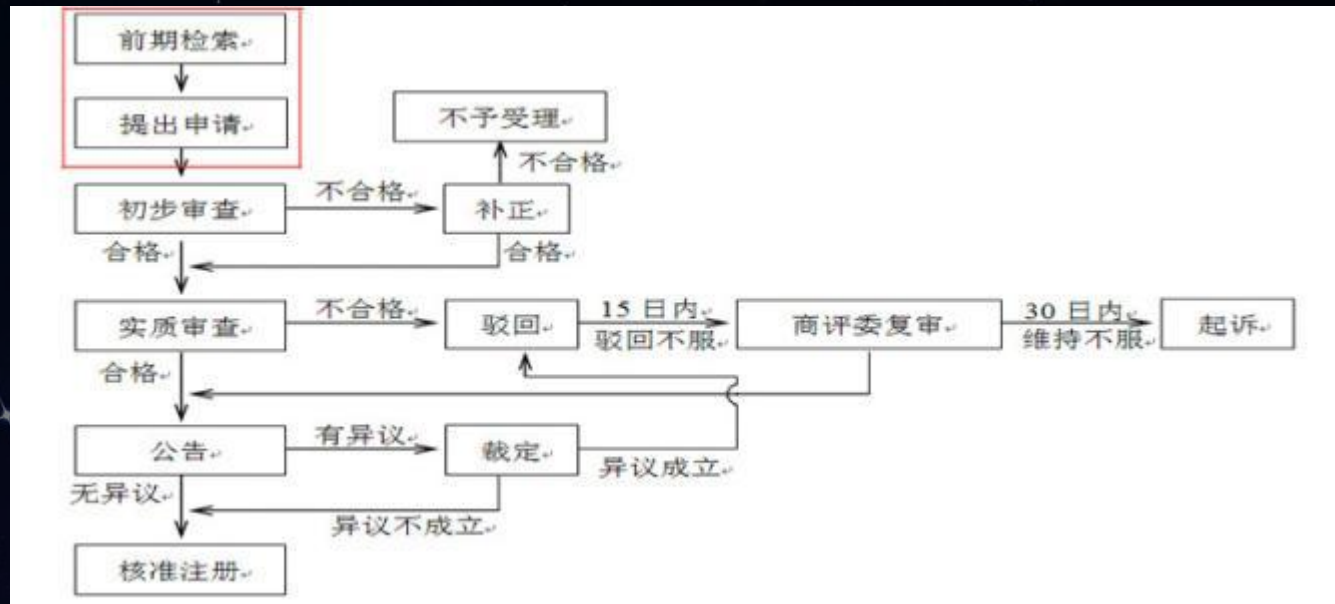 前期检索
提出申请
不予受理
不合格
初步审查
不合格
补正
合格
合格
实质审查
不合格
驳回
15 日内
驳回不服
商评委复审
30 日内
维持不服
起诉
合格
公告
有异议
裁定
异议成立
无异议
异议不成立
核准注册